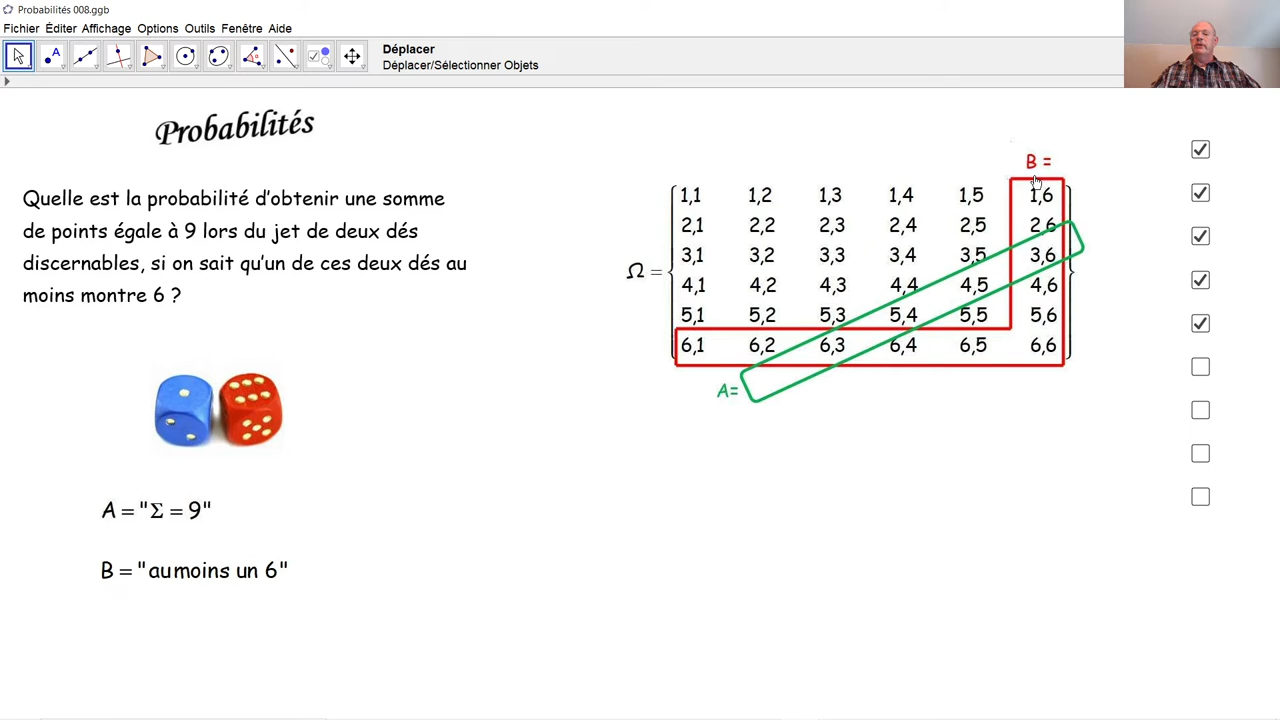 Probabilités 008.ggb
Fichier Éditer Affichage Options Outils Fenêtre Aide
Déplacer
Déplacer/Sélectionner Objets
Probabilités
Quelle est la probabilité d'obtenir une somme
de points égale à 9 lors du jet de deux dés
discernables, si on sait qu'un de ces deux dés au
moins montre 6 ?
A = "Σ = 9"
B = "au moins un 6"
B =
Ω =
1,1 1,2 1,3 1,4 1,5 1,6
2,1 2,2 2,3 2,4 2,5 2,6
3,1 3,2 3,3 3,4 3,5 3,6
4,1 4,2 4,3 4,4 4,5 4,6
5,1 5,2 5,3 5,4 5,5 5,6
6,1 6,2 6,3 6,4 6,5 6,6
A=